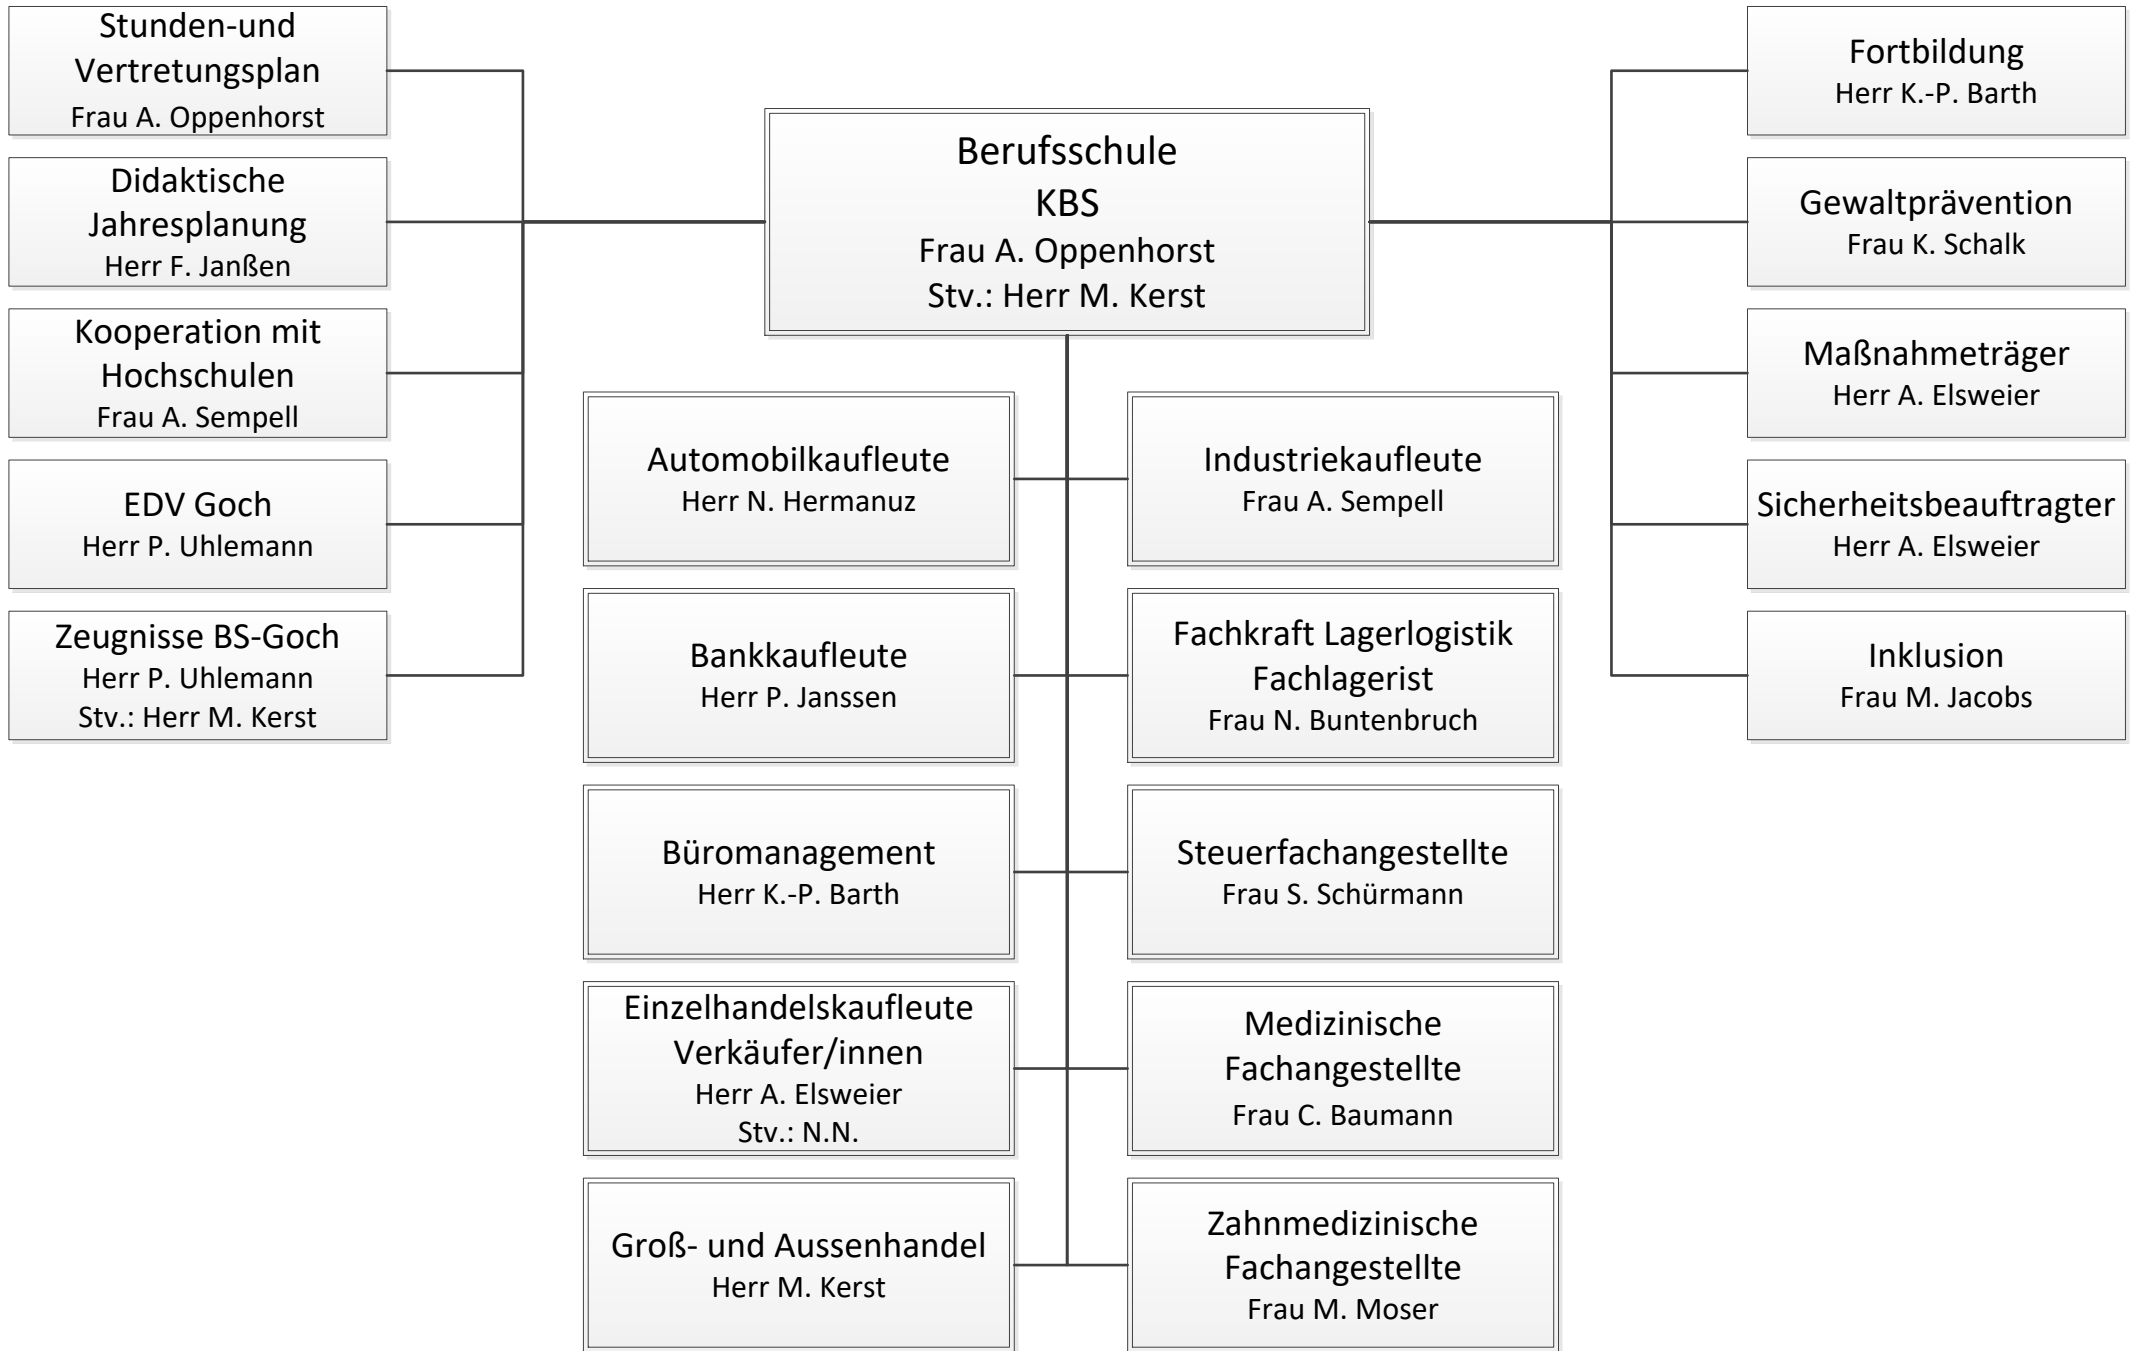 Stunden-und
Vertretungsplan
Frau A. Oppenhorst
Didaktische
Jahresplanung
Herr F. Janßen
Kooperation mit
Hochschulen
Frau A. Sempell
EDV Goch
Herr P. Uhlemann
Zeugnisse BS-Goch
Herr P. Uhlemann
Stv.: Herr M. Kerst
Berufsschule
KBS
Frau A. Oppenhorst
Stv.: Herr M. Kerst
Automobilkaufleute
Herr N. Hermanuz
Bankkaufleute
Herr P. Janssen
Büromanagement
Herr K.-P. Barth
Einzelhandelskaufleute
Verkäufer/innen
Herr A. Elsweier
Stv.: N.N.
Groß- und Aussenhandel
Herr M. Kerst
Industriekaufleute
Frau A. Sempell
Fachkraft Lagerlogistik
Fachlagerist
Frau N. Buntenbruch
Steuerfachangestellte
Frau S. Schürmann
Medizinische
Fachangestellte
Frau C. Baumann
Zahnmedizinische
Fachangestellte
Frau M. Moser
Fortbildung
Herr K.-P. Barth
Gewaltprävention
Frau K. Schalk
Maßnahmeträger
Herr A. Elsweier
Sicherheitsbeauftragter
Herr A. Elsweier
Inklusion
Frau M. Jacobs